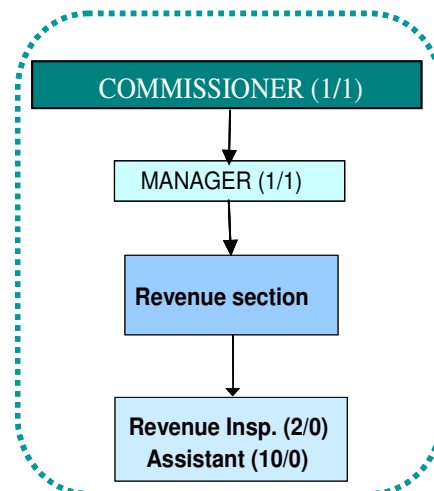 COMMISSIONER (1/1)
MANAGER (1/1)
Revenue section
Revenue Insp. (2/0)
Assistant (10/0)